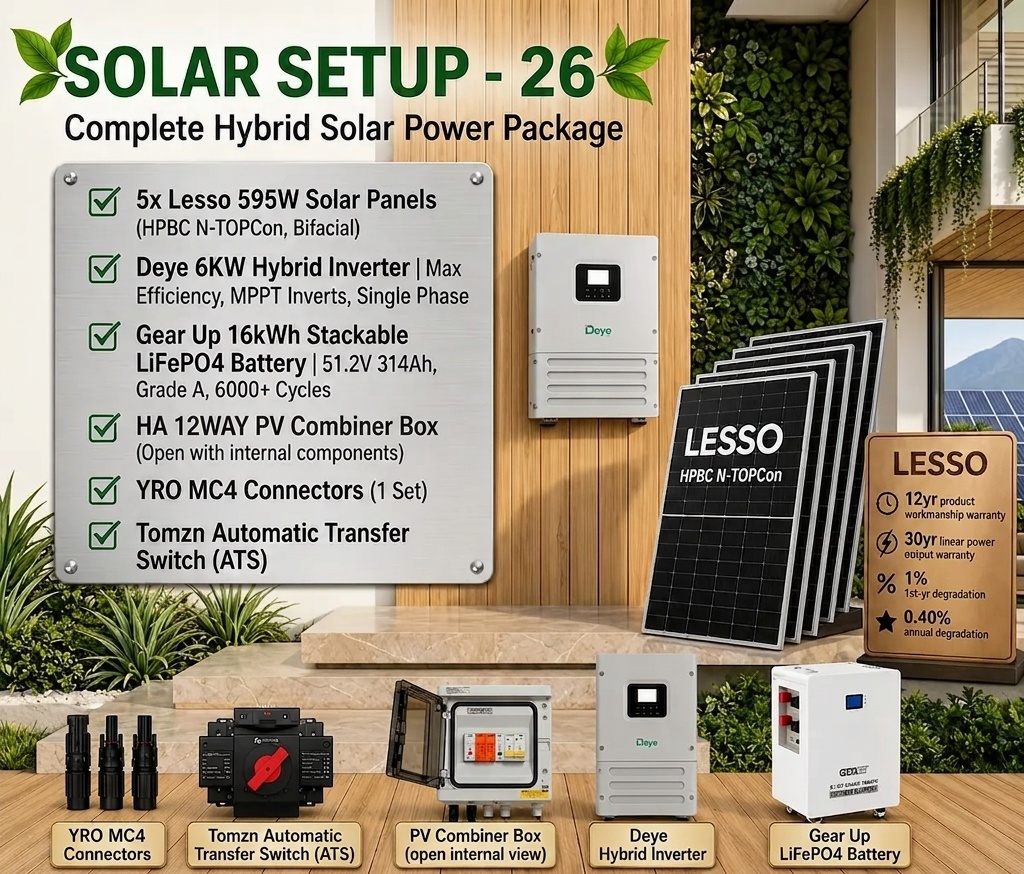 SOLAR SETUP - 26
Complete Hybrid Solar Power Package
5x Lesso 595W Solar Panels
(HPBC N-TOPCon, Bifacial)
Deye 6KW Hybrid Inverter | Max
Efficiency, MPPT Inverts, Single Phase
Gear Up 16kWh Stackable
LiFePO4 Battery | 51.2V 314Ah,
Grade A, 6000+ Cycles
HA 12WAY PV Combiner Box
(Open with internal components)
YRO MC4 Connectors (1 Set)
Tomzn Automatic Transfer
Switch (ATS)
Deye
LESSO
HPBC N-TOPCon
LESSO
12yr product
workmanship warranty
30yr linear power
output warranty
1%
1st-yr degradation
0.40%
annual degradation
Deye
YRO MC4
Connectors
Tomzn Automatic
Transfer Switch (ATS)
PV Combiner Box
(open internal view)
Deye
Hybrid Inverter
Gear Up
LiFePO4 Battery